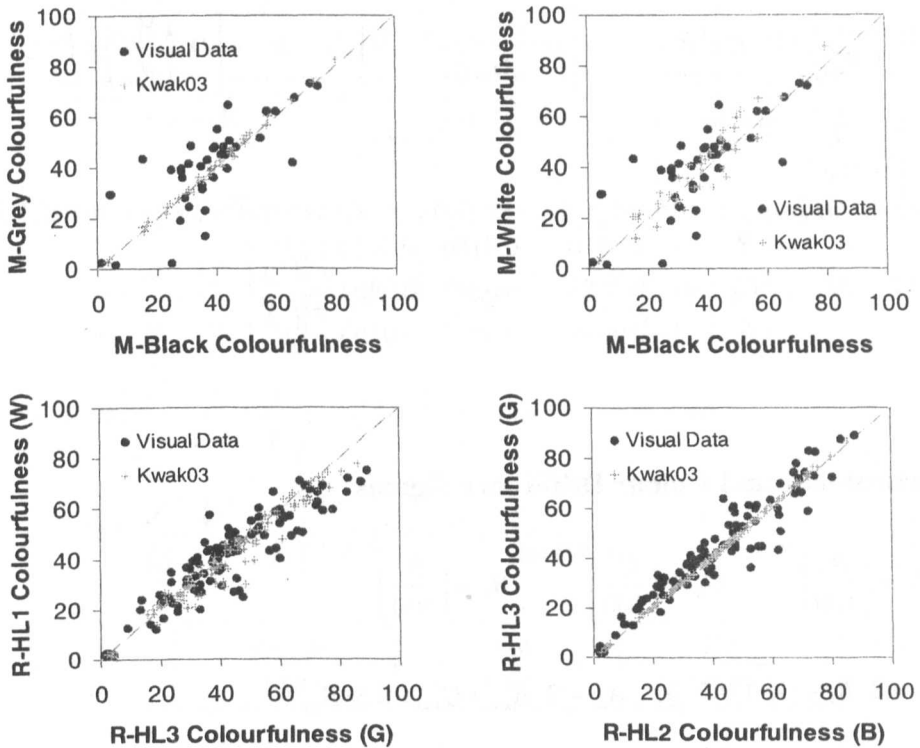 100
80
60
40
20
0
M-Grey Colourfulness
Visual Data
Kwak03
0 20 40 60 80 100
M-Black Colourfulness
100
80
60
40
20
0
M-White Colourfulness
Visual Data
Kwak03
0 20 40 60 80 100
M-Black Colourfulness
100
80
60
40
20
0
R-HL1 Colourfulness (W)
Visual Data
Kwak03
0 20 40 60 80 100
R-HL3 Colourfulness (G)
100
80
60
40
20
0
R-HL3 Colourfulness (G)
Visual Data
Kwak03
0 20 40 60 80 100
R-HL2 Colourfulness (B)